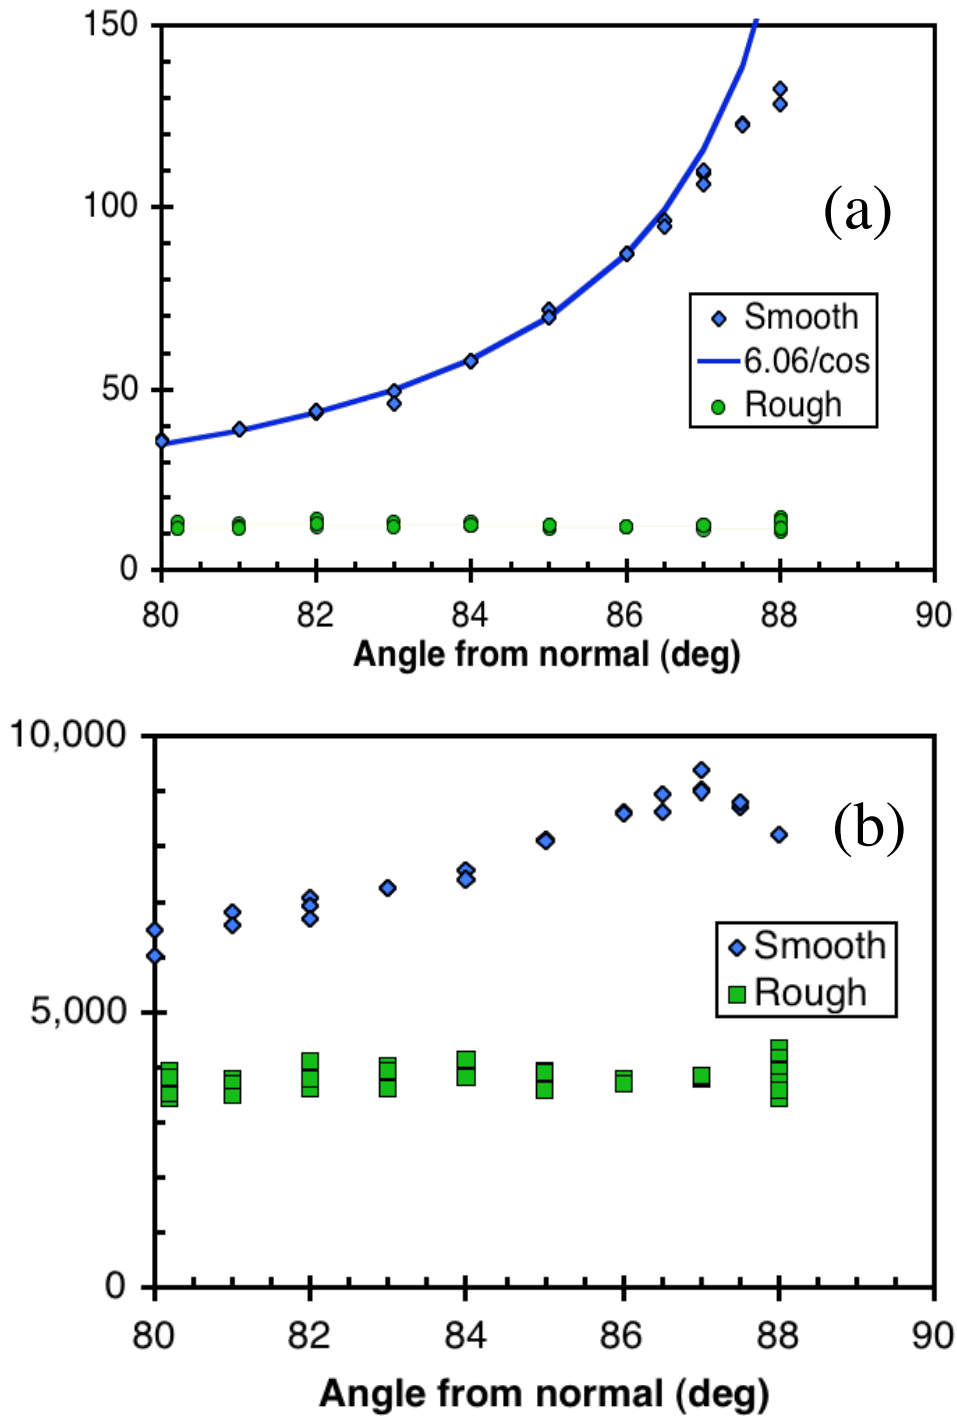 150
100
50
0
(a)
Smooth
6.06/cos
Rough
80 82 84 86 88 90
Angle from normal (deg)
10,000
5,000
0
(b)
Smooth
Rough
80 82 84 86 88 90
Angle from normal (deg)